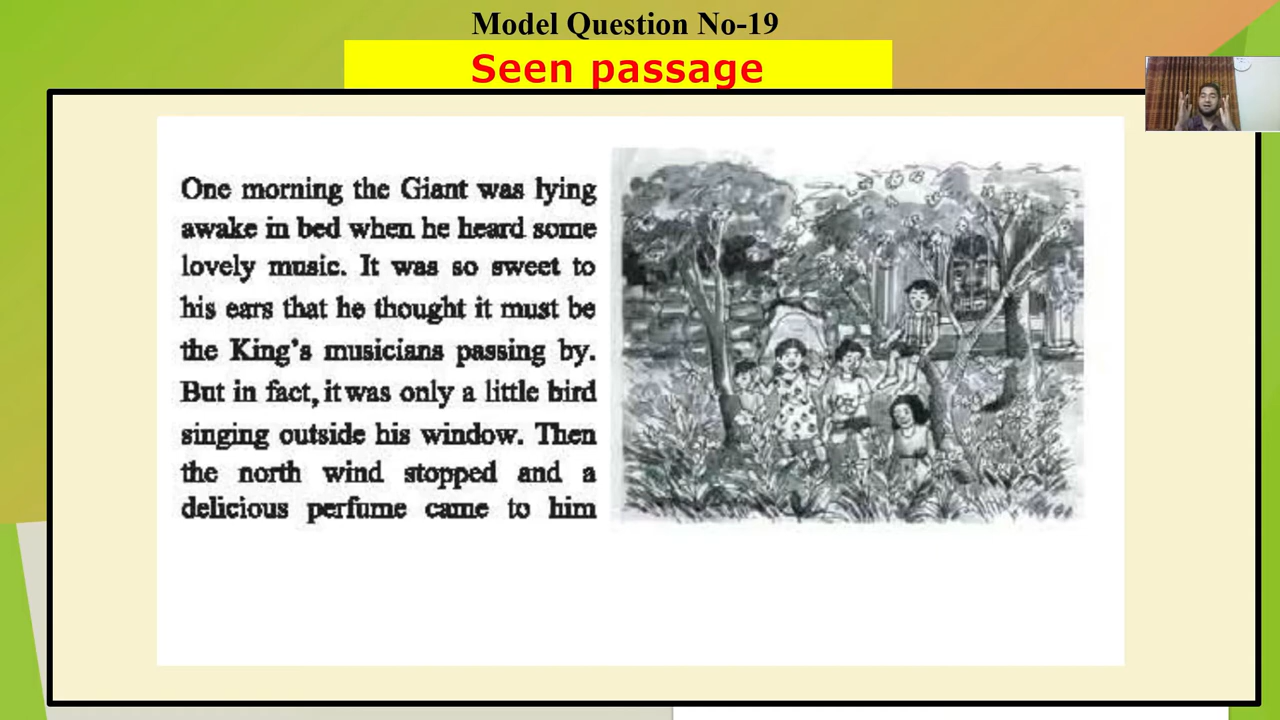 Model Question No-19
Seen passage
One morning the Giant was lying
awake in bed when he heard some
lovely music. It was so sweet to
his ears that he thought it must be
the King's musicians passing by.
But in fact, it was only a little bird
singing outside his window. Then
the north wind stopped and a
delicious perfume came to him